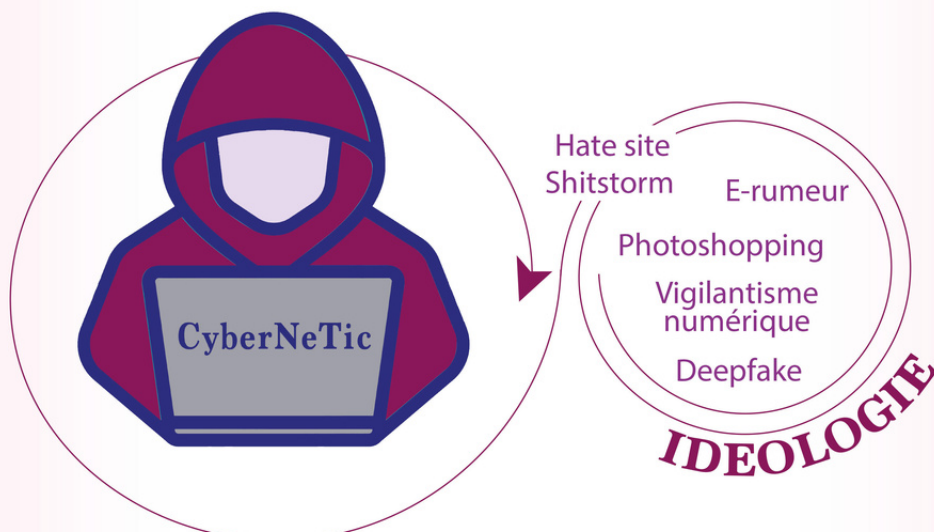 CyberNeTic
Hate site
Shitstorm
E-rumeur
Photoshopping
Vigilantisme
numérique
Deepfake
IDEOLOGIE